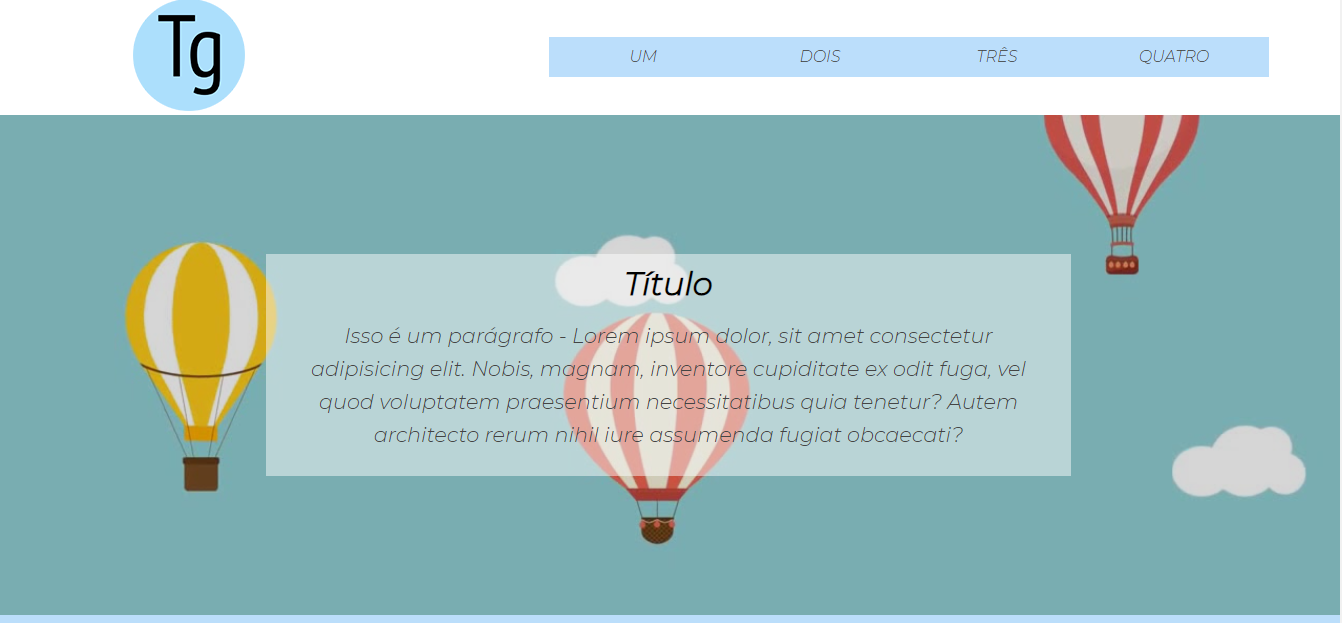 Tg
UM DOIS TRÊS QUATRO
Título
Isso é um parágrafo - Lorem ipsum dolor, sit amet consectetur
adipisicing elit. Nobis, magnam, inventore cupiditate ex odit fuga, vel
quod voluptatem praesentium necessitatibus quia tenetur? Autem
architecto rerum nihil iure assumenda fugiat obcaecati?